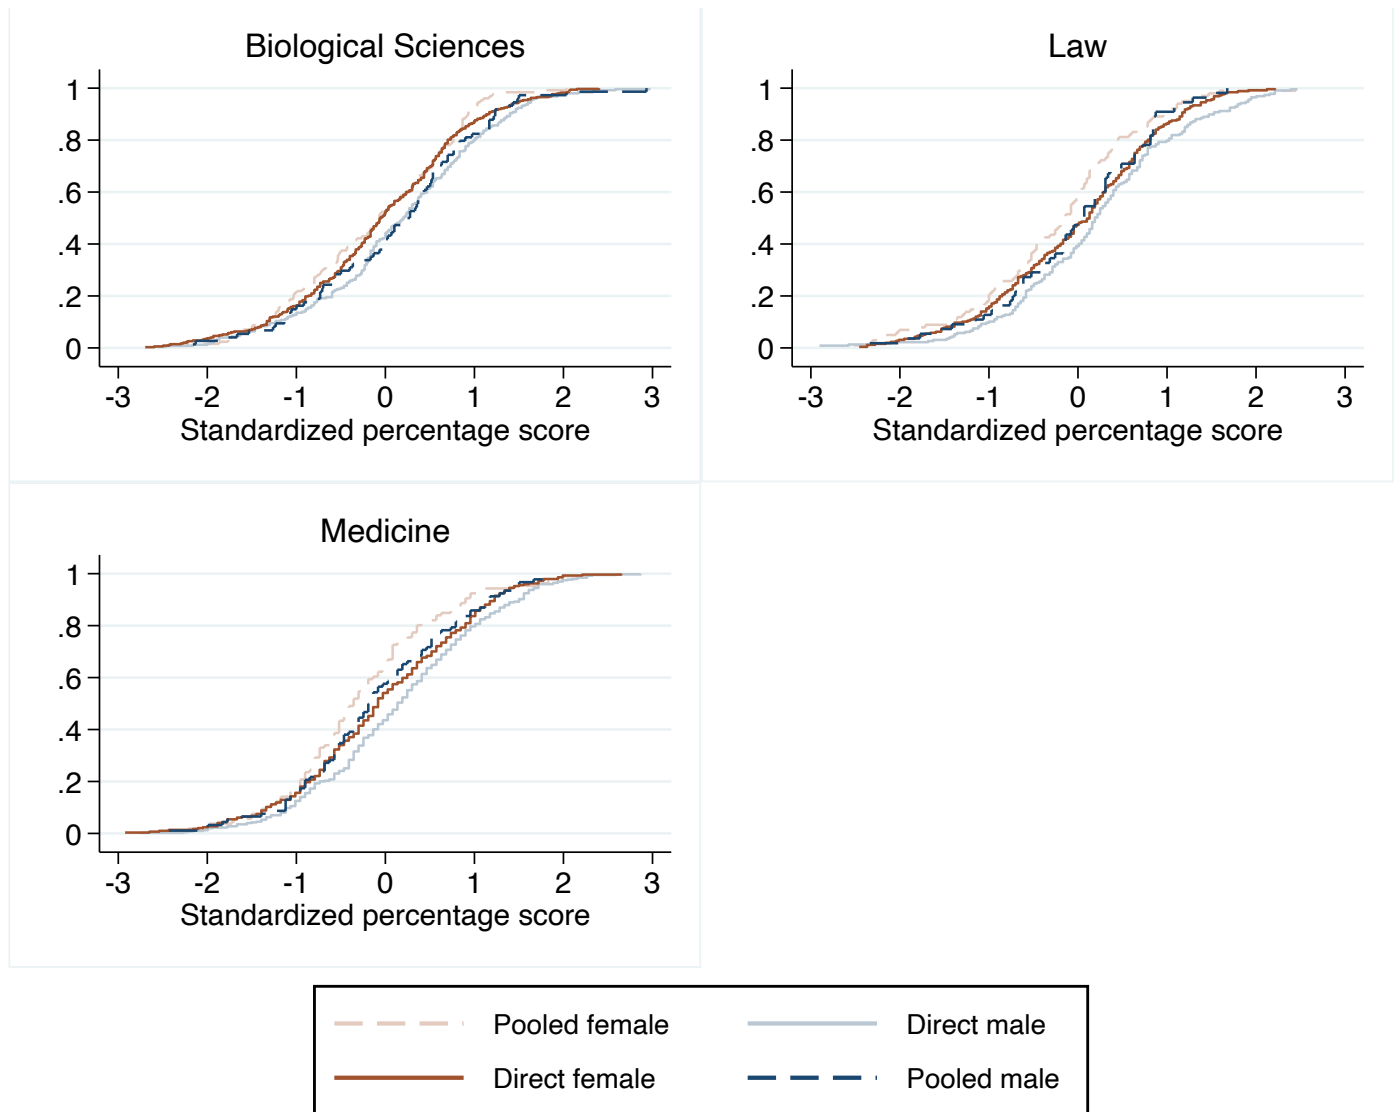 Biological Sciences
1
.8
.6
.4
.2
0
-3 -2 -1 0 1 2 3
Standardized percentage score
Law
1
.8
.6
.4
.2
0
-3 -2 -1 0 1 2 3
Standardized percentage score
Medicine
1
.8
.6
.4
.2
0
-3 -2 -1 0 1 2 3
Standardized percentage score
Pooled female Direct male
Direct female Pooled male